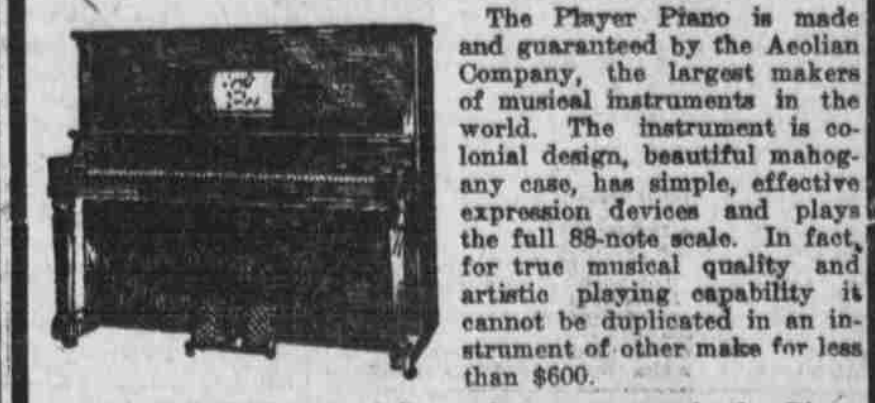 The Player Piano is made
and guaranteed by the Aeolian
Company, the largest makers
of musical instruments in the
world. The instrument is co-
lonial design, beautiful mahog-
any case, has simple, effective
expression devices and plays
the full 88-note scale. In fact,
for true musical quality and
artistic playing capability it
cannot be duplicated in an in-
strument of other make for less
than $600.